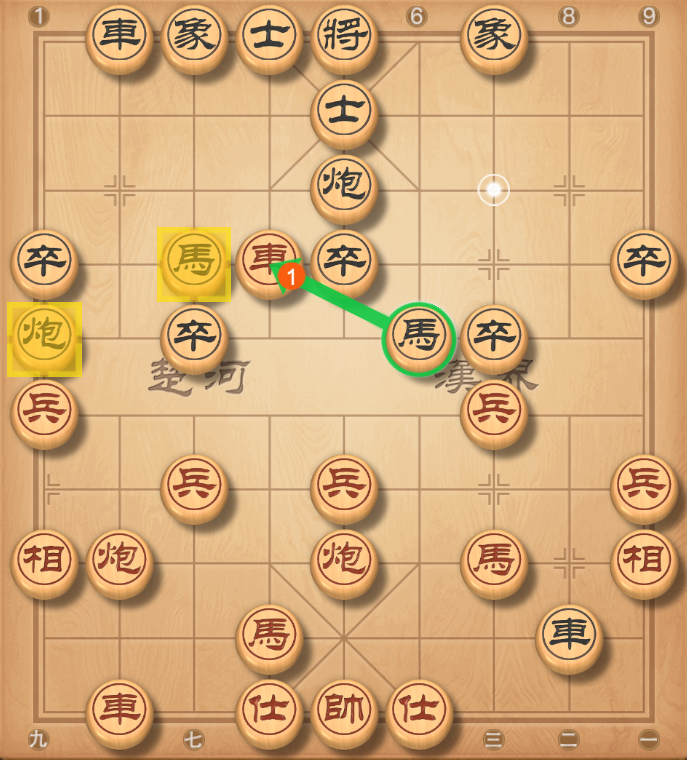 1 6 8 9
車 象 士 將 象
士
炮
卒 馬 車 1 卒 卒
炮 卒 馬 卒
楚河 漢界
兵 兵
兵 兵 兵
相 炮 炮 馬 相
馬 車
車 仕 帥 仕
九 七 三 二 一